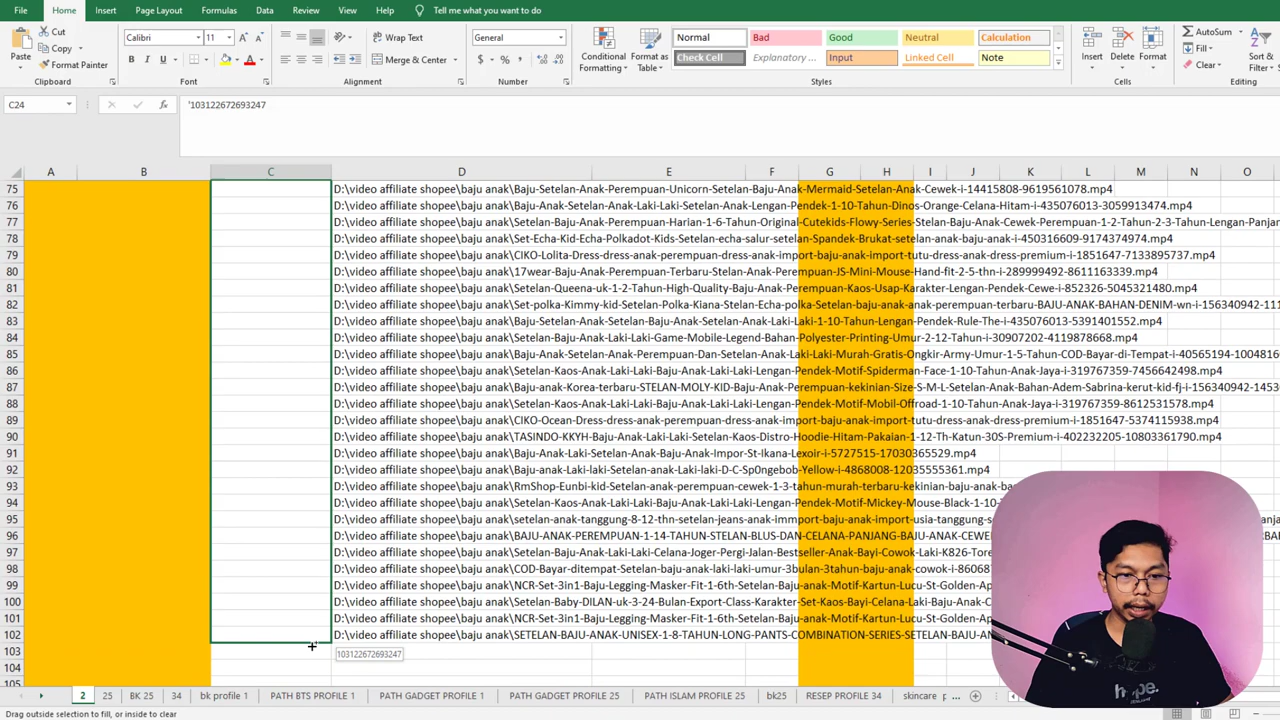 File Home Insert Page Layout Formulas Data Review View Help Tell me what you want to do
Paste Cut Copy Format Painter Clipboard
Calibri 11 A A B I U A Font
Wrap Text Merge & Center Alignment
General $ % , Number
Conditional Formatting Format as Table
Normal Bad Good Neutral Calculation
Check Cell Explanatory ... Input Linked Cell Note
Styles
Insert Delete Format Cells
AutoSum Fill Clear Sort & Filter Editing
C24 fx '103122672693247
A B C D E F G H I J K L M N O
75 D:\video affiliate shopee\baju anak\Baju-Setelan-Anak-Perempuan-Unicorn-Setelan-Baju-Anak-Mermaid-Setelan-Anak-Cewek-i-14415808-9619561078.mp4
76 D:\video affiliate shopee\baju anak\Baju-Anak-Setelan-Anak-Laki-Laki-Setelan-Anak-Lengan-Pendek-1-10-Tahun-Dinos-Orange-Celana-Hitam-i-435076013-3059913474.mp4
77 D:\video affiliate shopee\baju anak\Setelan-Baju-Anak-Perempuan-Harian-1-6-Tahun-Original-Cutekids-Flowy-Series-Stelan-Baju-Anak-Cewek-Perempuan-1-2-Tahun-2-3-Tahun-Lengan-Panjan
78 D:\video affiliate shopee\baju anak\Set-Echa-Kid-Echa-Polkadot-Kids-Setelan-echa-salur-setelan-Spandek-Brukat-setelan-anak-baju-anak-i-450316609-9174374974.mp4
79 D:\video affiliate shopee\baju anak\CIKO-Lolita-Dress-dress-anak-perempuan-dress-anak-import-baju-anak-import-tutu-dress-anak-dress-premium-i-1851647-7133895737.mp4
80 D:\video affiliate shopee\baju anak\17wear-Baju-Anak-Perempuan-Terbaru-Stelan-Anak-Perempuan-JS-Mini-Mouse-Hand-fit-2-5-thn-i-289999492-8611163339.mp4
81 D:\video affiliate shopee\baju anak\Setelan-Queena-uk-1-2-Tahun-High-Quality-Baju-Anak-Perempuan-Kaos-Usap-Karakter-Lengan-Pendek-Cewe-i-852326-5045321480.mp4
82 D:\video affiliate shopee\baju anak\Set-polka-Kimmy-kid-Setelan-Polka-Kiana-Stelan-Echa-polka-setelan-baju-anak-perempuan-terbaru-BAJU-ANAK-BAHAN-DENIM-wn-i-156340942-111
83 D:\video affiliate shopee\baju anak\Baju-Setelan-Anak-Setelan-Baju-Anak-Setelan-Kaos-Anak-Laki-Laki-1-10-Tahun-Lengan-Pendek-Rule-The-i-435076013-5391401552.mp4
84 D:\video affiliate shopee\baju anak\Setelan-Baju-Anak-Laki-Laki-Game-Mobile-Legend-Bahan-Polyester-Printing-Umur-2-12-Tahun-i-30907202-4119878668.mp4
85 D:\video affiliate shopee\baju anak\Baju-Anak-Setelan-Anak-Perempuan-Dan-Setelan-Anak-Laki-Laki-Murah-Gratis-Ongkir-Army-Umur-1-5-Tahun-COD-Bayar-di-Tempat-i-40565194-1004816
86 D:\video affiliate shopee\baju anak\Setelan-Kaos-Anak-Laki-Laki-Baju-Anak-Laki-Laki-Lengan-Pendek-Motif-Spiderman-Face-1-10-Tahun-Anak-Jaya-i-319767359-7456642498.mp4
87 D:\video affiliate shopee\baju anak\Baju-anak-Korea-terbaru-STELAN-MOLY-KID-Baju-Anak-Perempuan-kekinian-Size-S-M-L-Setelan-Anak-Bahan-Adem-Sabrina-kerut-kid-fj-i-156340942-1453
88 D:\video affiliate shopee\baju anak\Setelan-Kaos-Anak-Laki-Laki-Baju-Anak-Laki-Laki-Lengan-Pendek-Motif-Mobil-Offroad-1-10-Tahun-Anak-Jaya-i-319767359-8612531578.mp4
89 D:\video affiliate shopee\baju anak\CIKO-Ocean-Dress-dress-anak-perempuan-dress-anak-import-baju-anak-import-tutu-dress-anak-dress-premium-i-1851647-5374115938.mp4
90 D:\video affiliate shopee\baju anak\TASINDO-KKYH-Baju-Anak-Laki-Laki-Setelan-Kaos-Distro-Hoodie-Hitam-Pakaian-1-12-Th-Katun-30S-Premium-i-402232205-10803361790.mp4
91 D:\video affiliate shopee\baju anak\Baju-Anak-Laki-Setelan-Anak-Laki-Baju-Anak-Impor-St-Ikana-Lexoir-i-5727515-17030365529.mp4
92 D:\video affiliate shopee\baju anak\Baju-anak-Laki-Laki-Setelan-anak-Laki-laki-D-C-Sp0ngebob-Yellow-i-4868008-12035555361.mp4
93 D:\video affiliate shopee\baju anak\RmShop-Eunbi-kid-Setelan-anak-perempuan-cewek-1-3-tahun-murah-terbaru-kekinian-baju-anak-ba
94 D:\video affiliate shopee\baju anak\Setelan-Kaos-Anak-Laki-Laki-Baju-Anak-Laki-Laki-Lengan-Pendek-Motif-Mickey-Mouse-Black-1-10-T
95 D:\video affiliate shopee\baju anak\setelan-anak-tanggung-8-12-thn-setelan-jeans-anak-immport-baju-anak-import-usia-tanggung-s
96 D:\video affiliate shopee\baju anak\BAJU-ANAK-PEREMPUAN-1-14-TAHUN-STELAN-BLUS-DAN-CELANA-PANJANG-BAJU-ANAK-CEWE
97 D:\video affiliate shopee\baju anak\Setelan-Baju-Anak-Laki-Laki-Celana-Joger-Pergi-Jalan-Bestseller-Anak-Bayi-Cowok-Laki-K826-Tore
98 D:\video affiliate shopee\baju anak\COD-Bayar-ditempat-setelan-anak-laki-laki-umur-3bulan-3tahun-baju-anak-cowok-i-860687
99 D:\video affiliate shopee\baju anak\NCR-Set-3in1-Baju-Legging-Masker-Fit-1-6th-Setelan-Baju-anak-Motif-Kartun-Lucu-St-Golden-Ap
100 D:\video affiliate shopee\baju anak\Setelan-Baby-DILAN-uk-3-24-Bulan-Export-Class-Karakter-Set-Kaos-Bayi-Celana-Laki-Anak-Baju-A
101 D:\video affiliate shopee\baju anak\NCR-Set-3in1-Baju-Legging-Masker-Fit-1-6th-Setelan-Baju-anak-Motif-Kartun-Lucu-St-Golden-Ap
102 D:\video affiliate shopee\baju anak\SETELAN-BAJU-ANAK-UNISEX-1-8-TAHUN-LONG-PANTS-COMBINATION-SERIES-SETELAN-BAJU-AN
103 103122672693247
104
105
2 25 BK 25 34 bk profile 1 PATH BTS PROFILE 1 PATH GADGET PROFILE 1 PATH GADGET PROFILE 25 PATH ISLAM PROFILE 25 bk25 RESEP PROFILE 34 skincare p ...
Drag outside selection to fill, or inside to clear
hype.